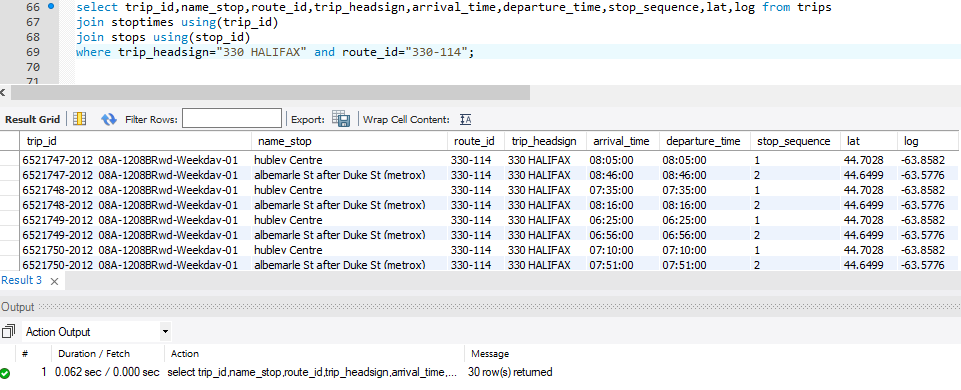 66 select trip_id,name_stop,route_id,trip_headsign,arrival_time,departure_time,stop_sequence,lat,log from trips
67 join stoptimes using(trip_id)
68 join stops using(stop_id)
69 where trip_headsign="330 HALIFAX" and route_id="330-114";
70
71
Result Grid Filter Rows: Export: Wrap Cell Content: IA
trip_id name_stop route_id trip_headsign arrival_time departure_time stop_sequence lat log
6521747-2012 08A-1208BRwd-Weekday-01 hubley Centre 330-114 330 HALIFAX 08:05:00 08:05:00 1 44.7028 -63.8582
6521747-2012 08A-1208BRwd-Weekday-01 albemarle St after Duke St (metrox) 330-114 330 HALIFAX 08:46:00 08:46:00 2 44.6499 -63.5776
6521748-2012 08A-1208BRwd-Weekday-01 hubley Centre 330-114 330 HALIFAX 07:35:00 07:35:00 1 44.7028 -63.8582
6521748-2012 08A-1208BRwd-Weekday-01 albemarle St after Duke St (metrox) 330-114 330 HALIFAX 08:16:00 08:16:00 2 44.6499 -63.5776
6521749-2012 08A-1208BRwd-Weekday-01 hubley Centre 330-114 330 HALIFAX 06:25:00 06:25:00 1 44.7028 -63.8582
6521749-2012 08A-1208BRwd-Weekday-01 albemarle St after Duke St (metrox) 330-114 330 HALIFAX 06:56:00 06:56:00 2 44.6499 -63.5776
6521750-2012 08A-1208BRwd-Weekday-01 hubley Centre 330-114 330 HALIFAX 07:10:00 07:10:00 1 44.7028 -63.8582
6521750-2012 08A-1208BRwd-Weekday-01 albemarle St after Duke St (metrox) 330-114 330 HALIFAX 07:51:00 07:51:00 2 44.6499 -63.5776
Result 3 ×
Output
Action Output
# Duration / Fetch Action Message
1 0.062 sec / 0.000 sec select trip_id,name_stop,route_id,trip_headsign,arrival_time,... 30 row(s) returned